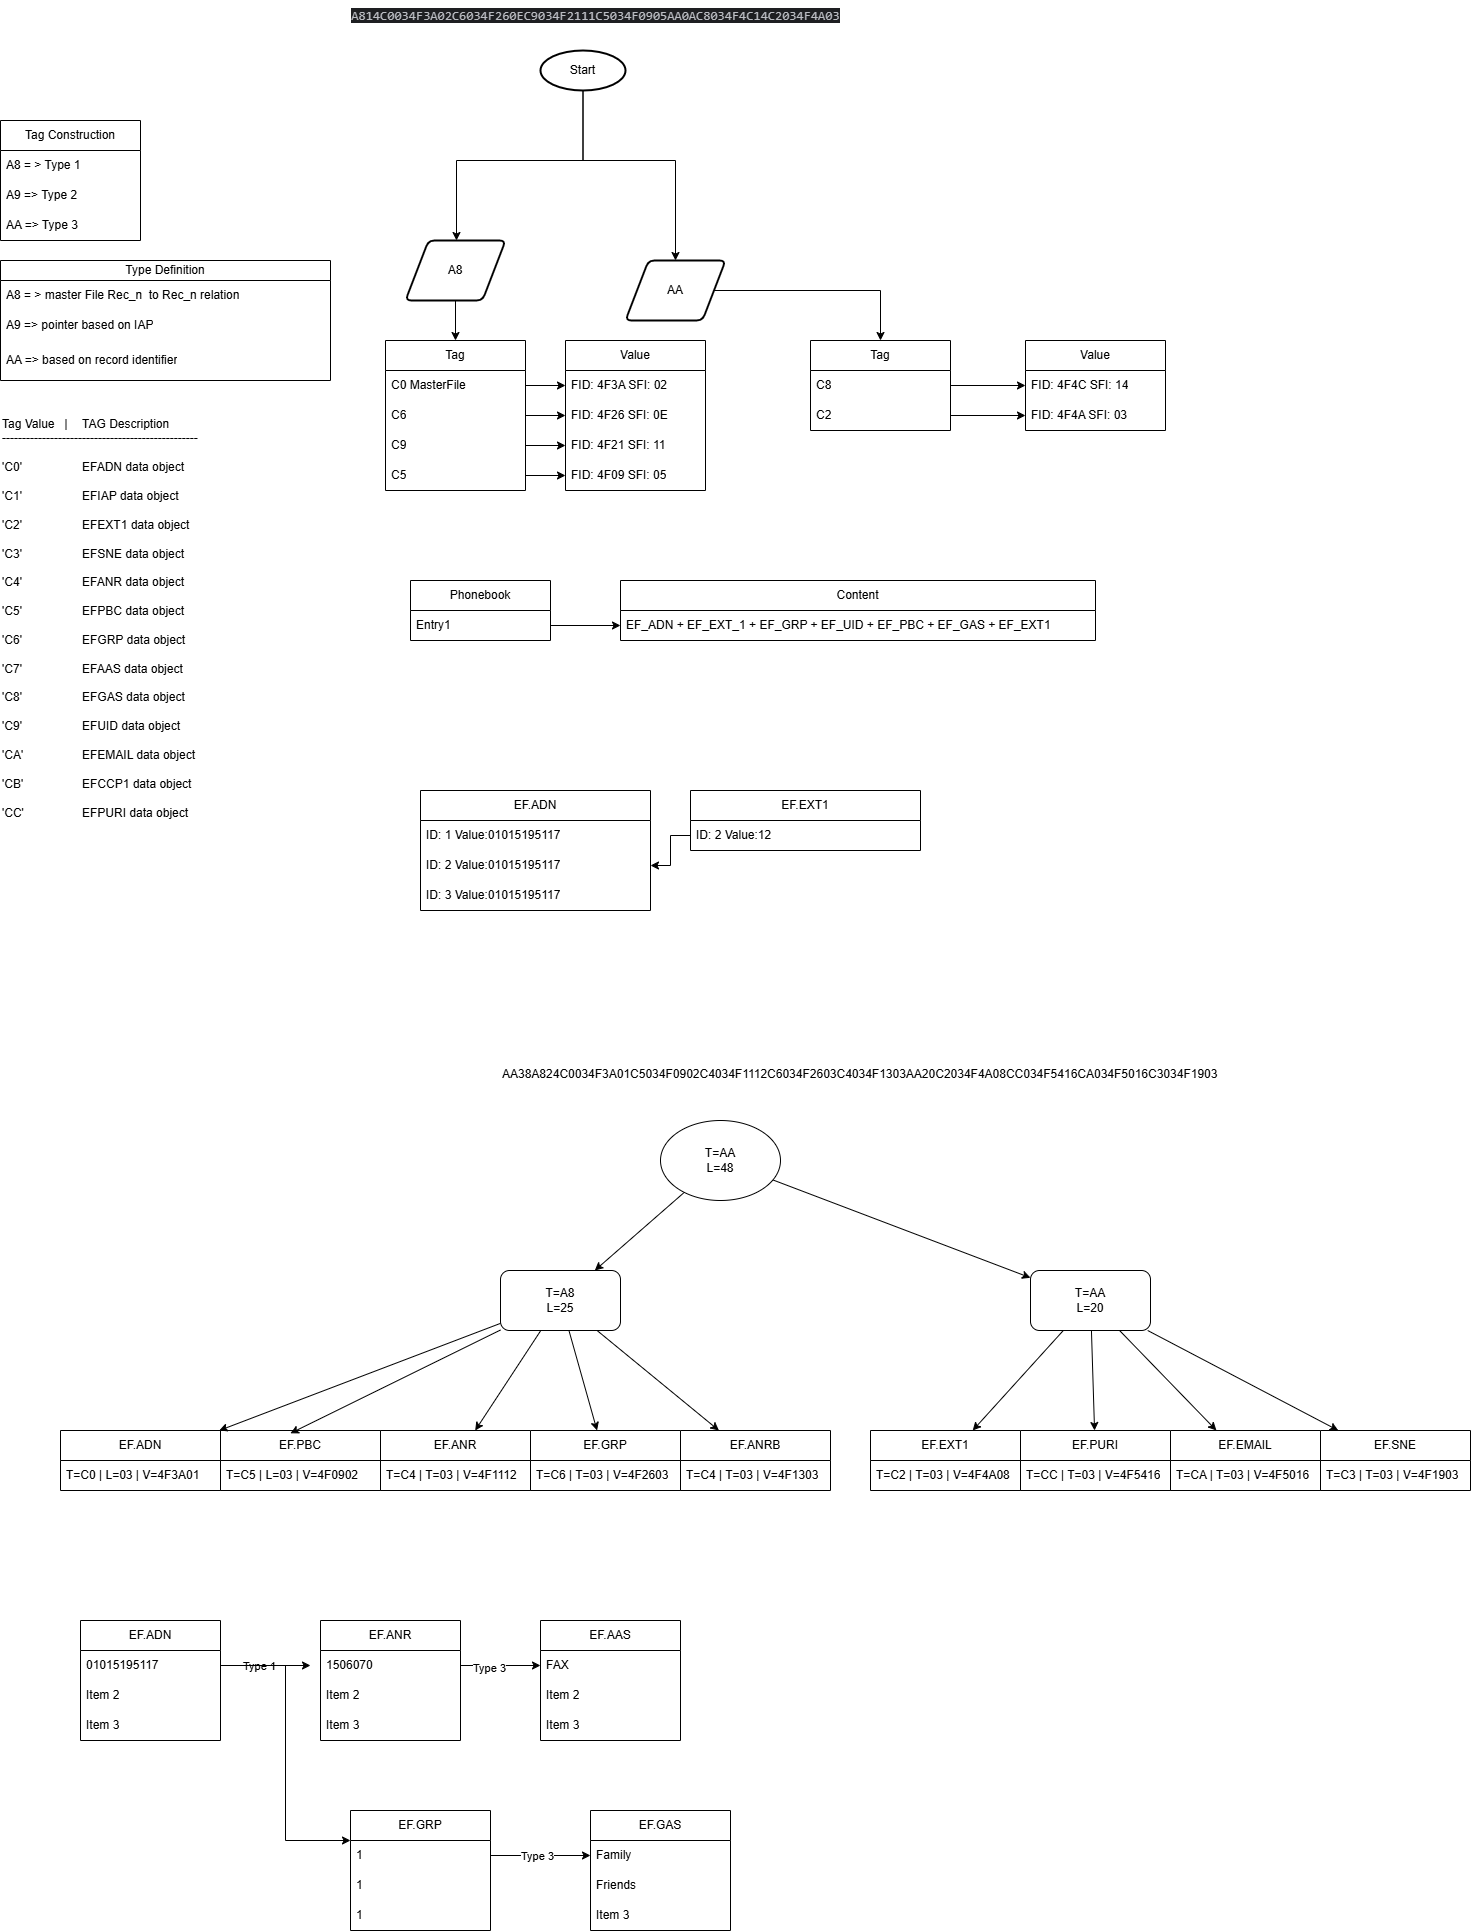 A814C0034F3A02C6034F260EC9034F2111C5034F0905AA0AC8034F4C14C2034F4A03
Start
Tag Construction
A8 = > Type 1
A9 => Type 2
AA => Type 3
Type Definition
A8 = > master File Rec_n to Rec_n relation
A9 => pointer based on IAP
AA => based on record identifier
A8
AA
Tag
C0 MasterFile
C6
C9
C5
Value
FID: 4F3A SFI: 02
FID: 4F26 SFI: 0E
FID: 4F21 SFI: 11
FID: 4F09 SFI: 05
Tag
C8
C2
Value
FID: 4F4C SFI: 14
FID: 4F4A SFI: 03
Tag Value | TAG Description
-------------------------------------------------
'C0' EFADN data object
'C1' EFIAP data object
'C2' EFEXT1 data object
'C3' EFSNE data object
'C4' EFANR data object
'C5' EFPBC data object
'C6' EFGRP data object
'C7' EFAAS data object
'C8' EFGAS data object
'C9' EFUID data object
'CA' EFEMAIL data object
'CB' EFCCP1 data object
'CC' EFPURI data object
Phonebook
Entry1
Content
EF_ADN + EF_EXT_1 + EF_GRP + EF_UID + EF_PBC + EF_GAS + EF_EXT1
EF.ADN
ID: 1 Value:01015195117
ID: 2 Value:01015195117
ID: 3 Value:01015195117
EF.EXT1
ID: 2 Value:12
AA38A824C0034F3A01C5034F0902C4034F1112C6034F2603C4034F1303AA20C2034F4A08CC034F5416CA034F5016C3034F1903
T=AA
L=48
T=A8
L=25
T=AA
L=20
EF.ADN
T=C0 | L=03 | V=4F3A01
EF.PBC
T=C5 | L=03 | V=4F0902
EF.ANR
T=C4 | T=03 | V=4F1112
EF.GRP
T=C6 | T=03 | V=4F2603
EF.ANRB
T=C4 | T=03 | V=4F1303
EF.EXT1
T=C2 | T=03 | V=4F4A08
EF.PURI
T=CC | T=03 | V=4F5416
EF.EMAIL
T=CA | T=03 | V=4F5016
EF.SNE
T=C3 | T=03 | V=4F1903
EF.ADN
01015195117
Item 2
Item 3
Type 1
EF.ANR
1506070
Item 2
Item 3
Type 3
EF.AAS
FAX
Item 2
Item 3
EF.GRP
1
1
1
Type 3
EF.GAS
Family
Friends
Item 3